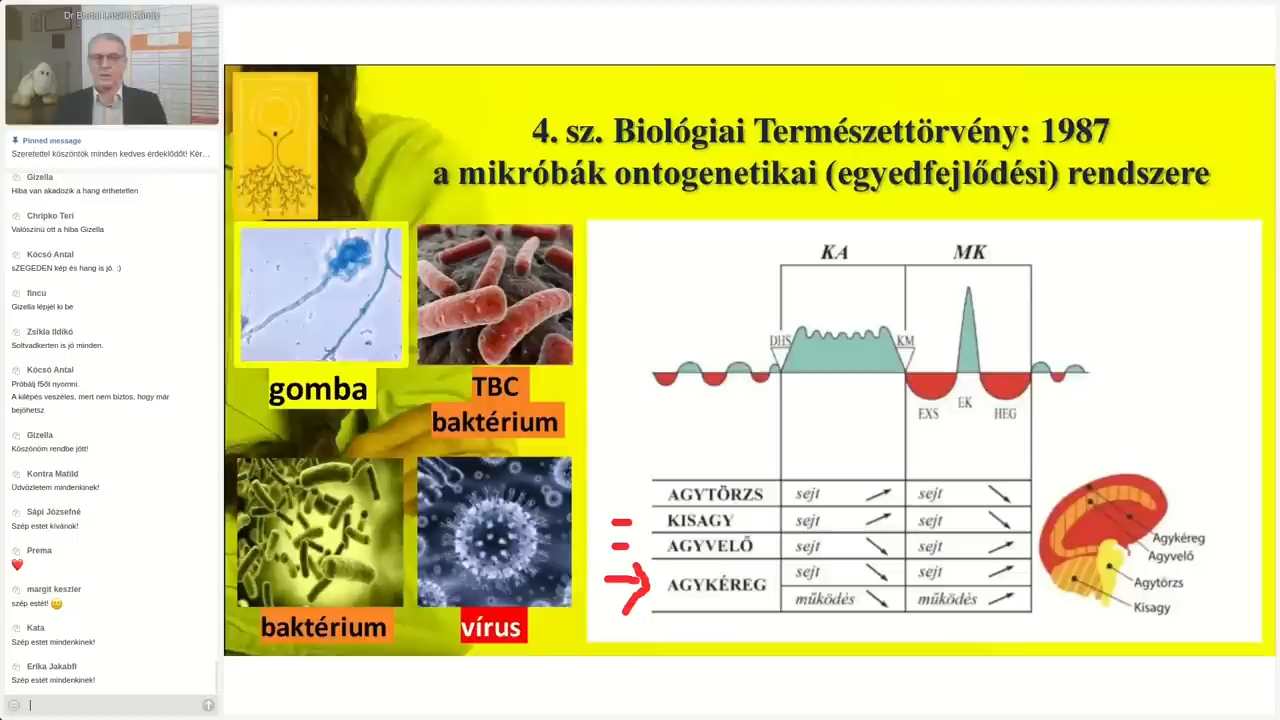 Pinned message
Szeretettel köszöntök minden kedves érdeklődőt! Kér…
Gizella
Hiba van akadozik a hang érthetetlen
Chripko Teri
Valószínű ott a hiba Gizella
Kócsó Antal
sZEGEDEN kép és hang is jó. :)
fincu
Gizella lépjél ki be
Zsikla Ildikó
Soltvadkerten is jó minden.
Kócsó Antal
Próbálj f5őt nyomni.
A kilépés veszéles, mert nem biztos, hogy már
bejöhetsz
Gizella
Köszönöm rendbe jött!
Kontra Matild
Üdvözletem mindenkinek!
Sápi Józsefné
Szép estet kívánok!
Prema
margit keszler
szép estét!
Kata
Szép estet mindenkinek!
Erika Jakabfi
Szép estét mindenkinek!
4. sz. Biológiai Természettörvény: 1987
a mikróbák ontogenetikai (egyedfejlődési) rendszere
gomba
TBC
baktérium
baktérium
vírus
KA MK
DHS KM
EXS EK HEG
AGYTÖRZS sejt sejt
KISAGY sejt sejt
AGYVELŐ sejt sejt
AGYKÉREG sejt sejt
működés működés
Agykéreg
Agyvelő
Agytörzs
Kisagy